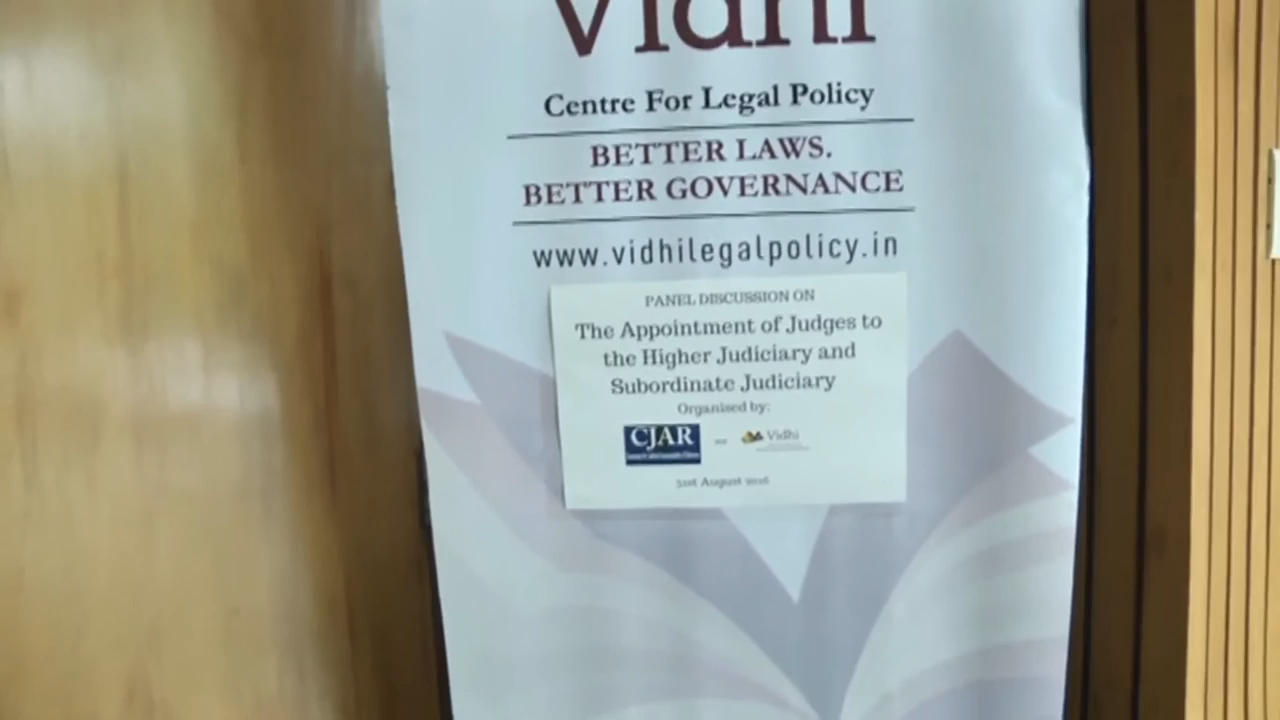 Vidhi
Centre For Legal Policy
BETTER LAWS.
BETTER GOVERNANCE
www.vidhilegalpolicy.in
PANEL DISCUSSION ON
The Appointment of Judges to
the Higher Judiciary and
Subordinate Judiciary
Organised by:
CJAR
Vidhi
August